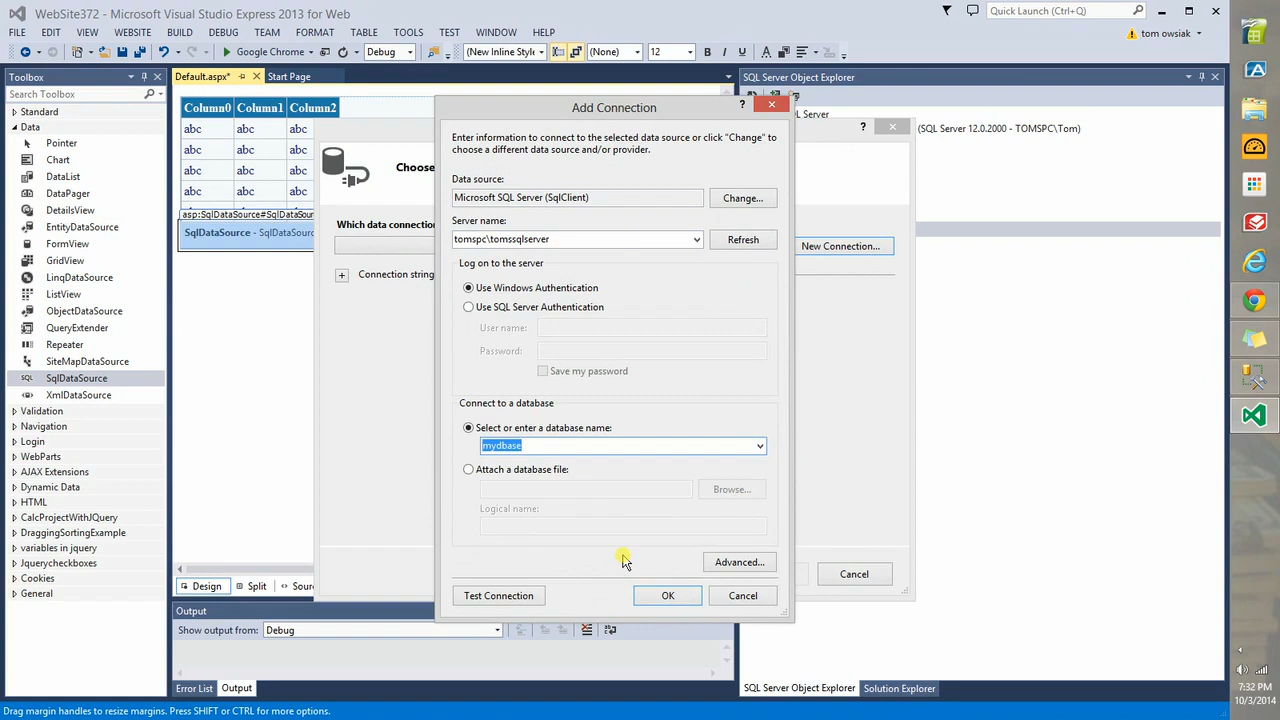 WebSite372 - Microsoft Visual Studio Express 2013 for Web
Quick Launch (Ctrl+Q)
FILE EDIT VIEW WEBSITE BUILD DEBUG TEAM FORMAT TABLE TOOLS TEST WINDOW HELP
tom owsiak
Google Chrome
Debug
(New Inline Style
(None)
12
B I U A
Toolbox
Search Toolbox
Standard
Data
Pointer
Chart
DataList
DataPager
DetailsView
EntityDataSource
FormView
GridView
LinqDataSource
ListView
ObjectDataSource
QueryExtender
Repeater
SiteMapDataSource
SQL SqlDataSource
XmlDataSource
Validation
Navigation
Login
WebParts
AJAX Extensions
Dynamic Data
HTML
CalcProjectWithJQuery
DraggingSortingExample
variables in jquery
Jquerycheckboxes
Cookies
General
Default.aspx*
Start Page
Column0 Column1 Column2
abc abc abc
abc abc abc
abc abc abc
abc abc abc
asp:SqlDataSource#SqlDataSour
SqlDataSource - SqlDataSourc
Choose
Which data connection
Connection string
New Connection...
Cancel
Add Connection
Enter information to connect to the selected data source or click "Change" to
choose a different data source and/or provider.
Data source:
Microsoft SQL Server (SqlClient)
Change...
Server name:
tomspc\tomssqlserver
Refresh
Log on to the server
Use Windows Authentication
Use SQL Server Authentication
User name:
Password:
Save my password
Connect to a database
Select or enter a database name:
mydbase
Attach a database file:
Browse...
Logical name:
Advanced...
Test Connection
OK
Cancel
SQL Server Object Explorer
Server
(SQL Server 12.0.2000 - TOMSPC\Tom)
Design
Split
Sour
Output
Show output from: Debug
Error List
Output
SQL Server Object Explorer
Solution Explorer
Drag margin handles to resize margins. Press SHIFT or CTRL for more options.
7:32 PM
10/3/2014